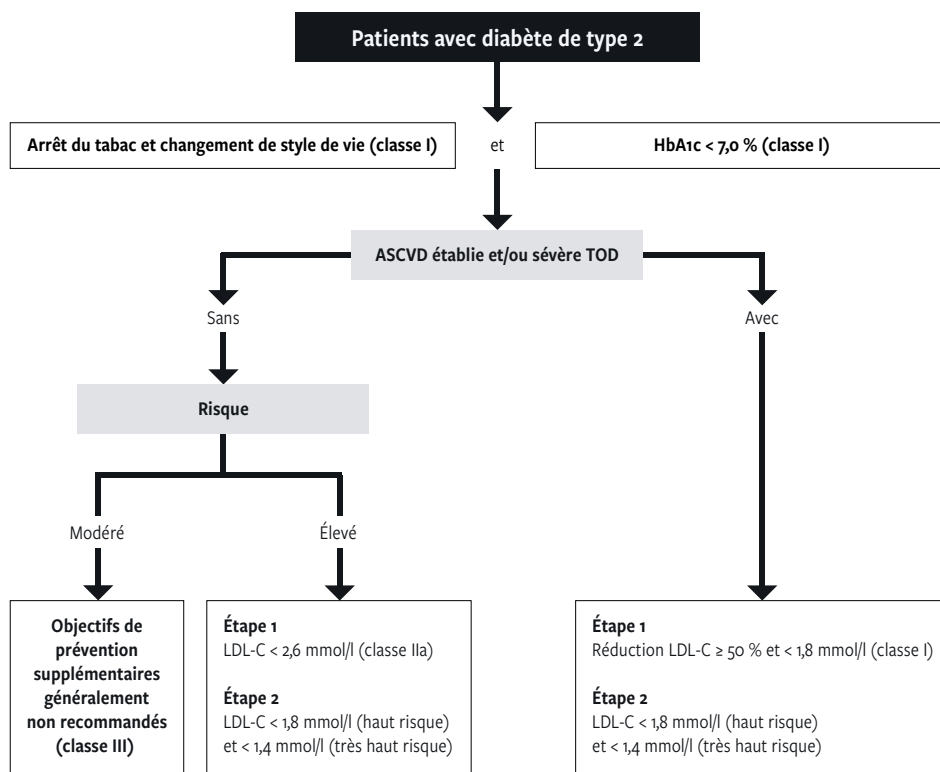 Patients avec diabète de type 2
Arrêt du tabac et changement de style de vie (classe I)
et
HbA1c < 7,0 % (classe I)
ASCVD établie et/ou sévère TOD
Sans
Avec
Risque
Modéré
Élevé
Objectifs de
prévention
supplémentaires
généralement
non recommandés
(classe III)
Étape 1
LDL-C < 2,6 mmol/l (classe IIa)
Étape 2
LDL-C < 1,8 mmol/l (haut risque)
et < 1,4 mmol/l (très haut risque)
Étape 1
Réduction LDL-C ≥ 50 % et < 1,8 mmol/l (classe I)
Étape 2
LDL-C < 1,8 mmol/l (haut risque)
et < 1,4 mmol/l (très haut risque)